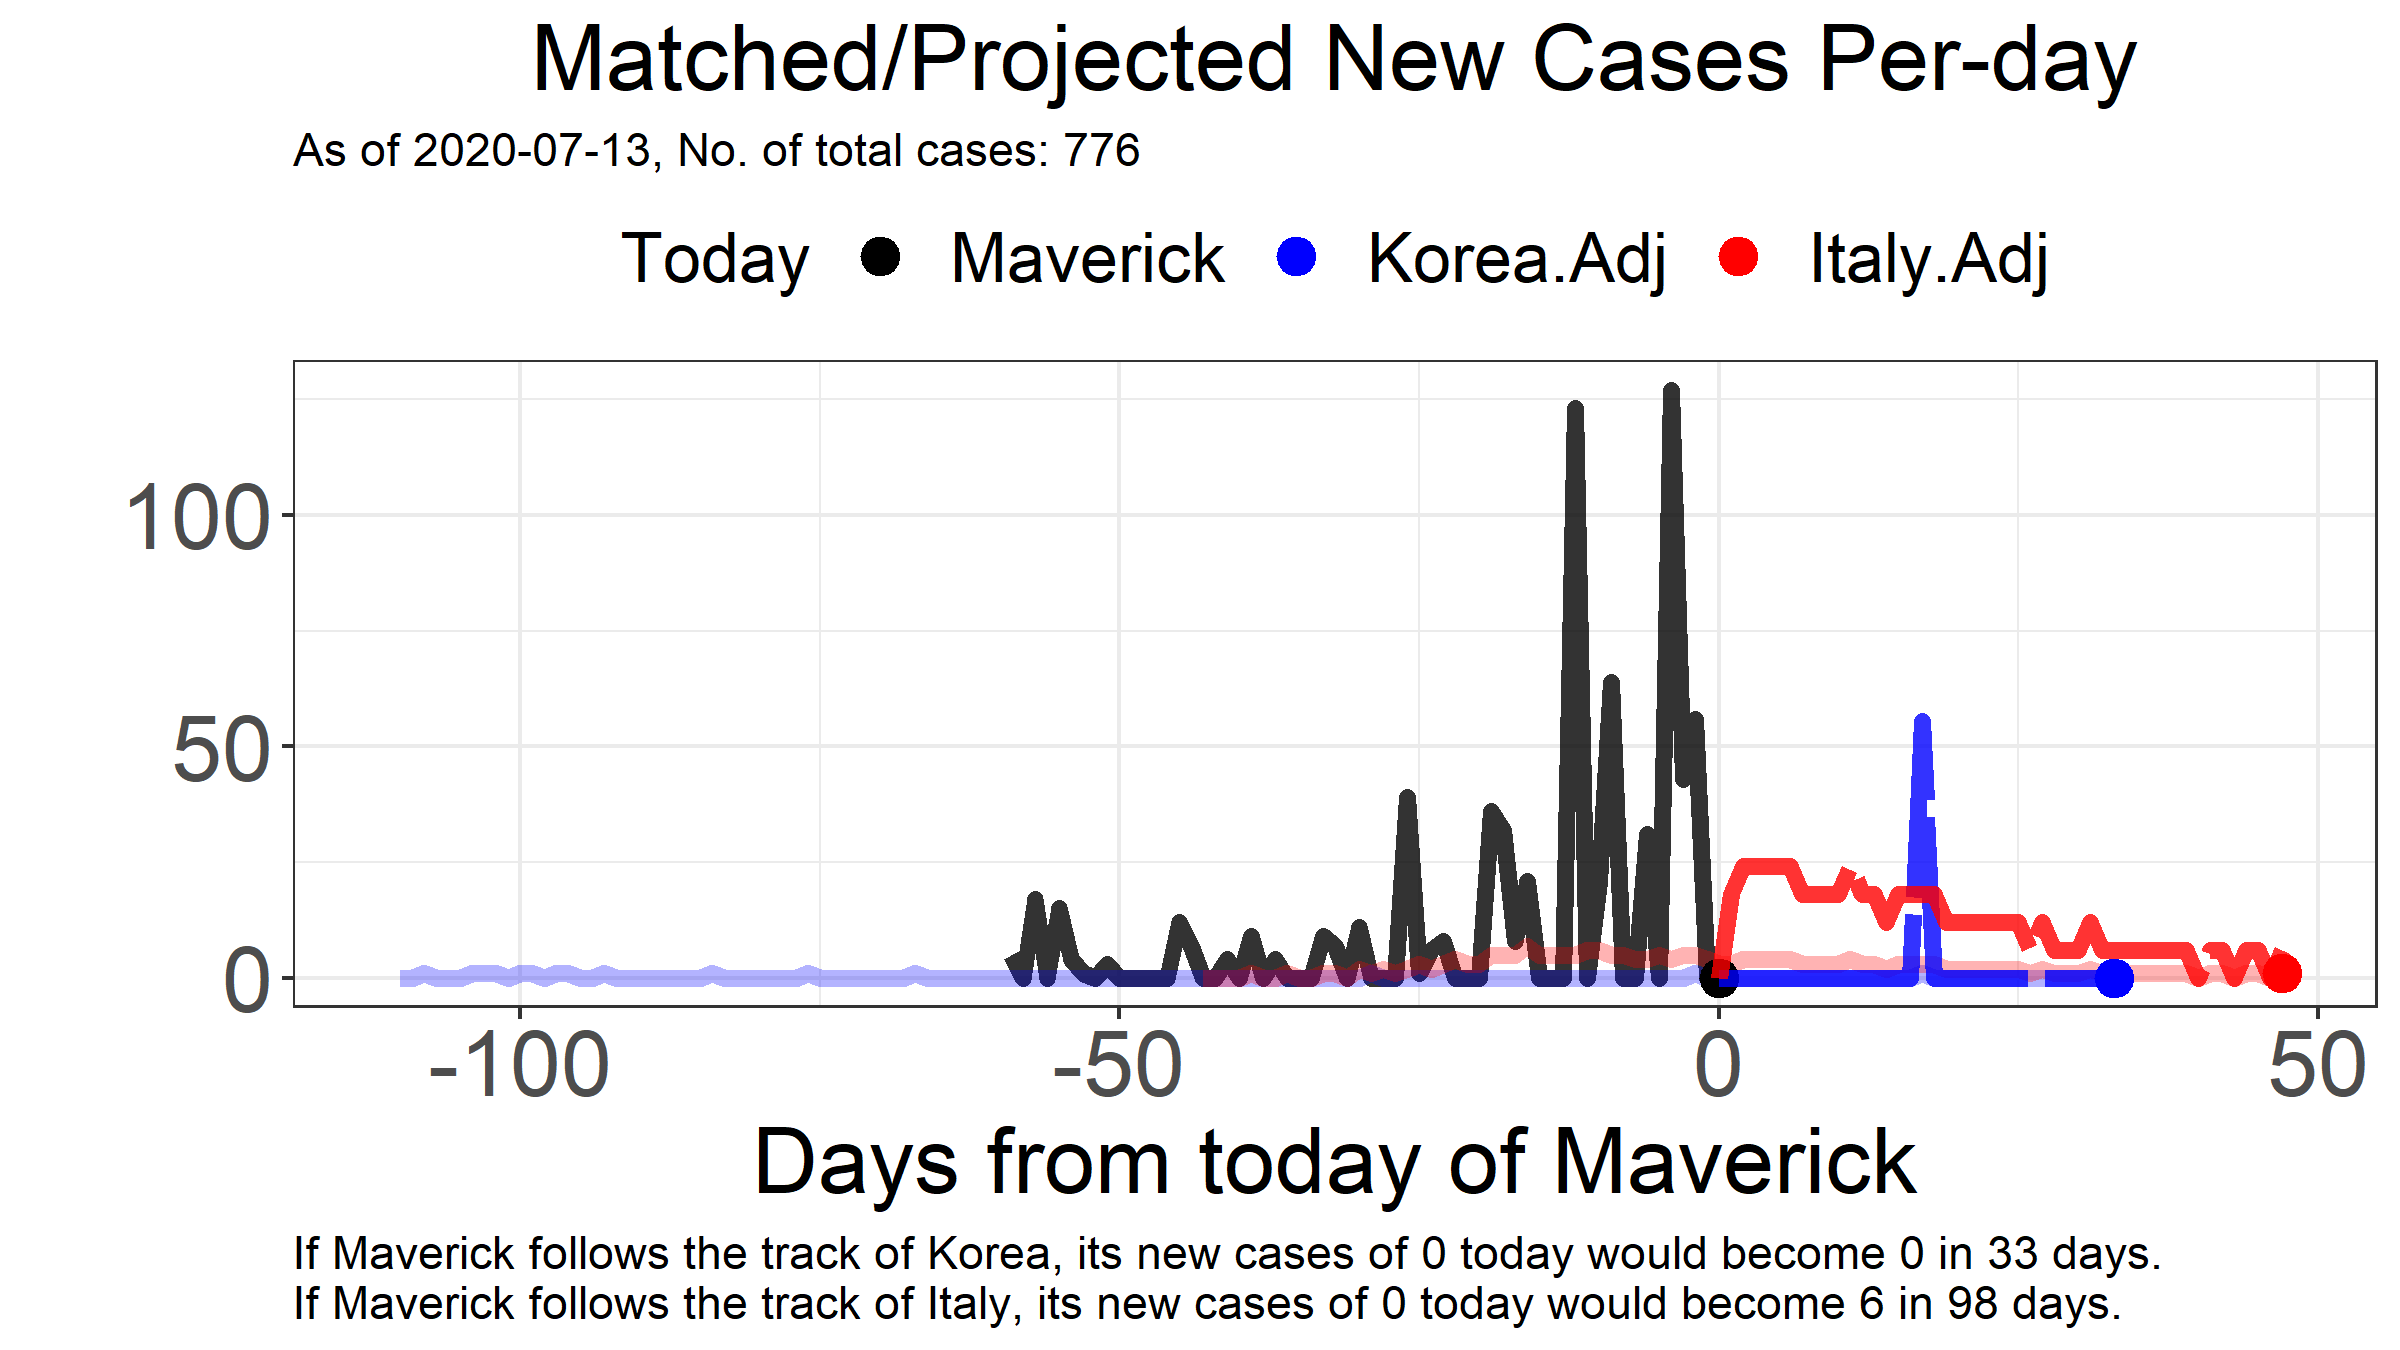 Matched/Projected New Cases Per-day
As of 2020-07-13, No. of total cases: 776
Today Maverick Korea.Adj Italy.Adj
100
50
0
-100 -50 0 50
Days from today of Maverick
If Maverick follows the track of Korea, its new cases of 0 today would become 0 in 33 days.
If Maverick follows the track of Italy, its new cases of 0 today would become 6 in 98 days.